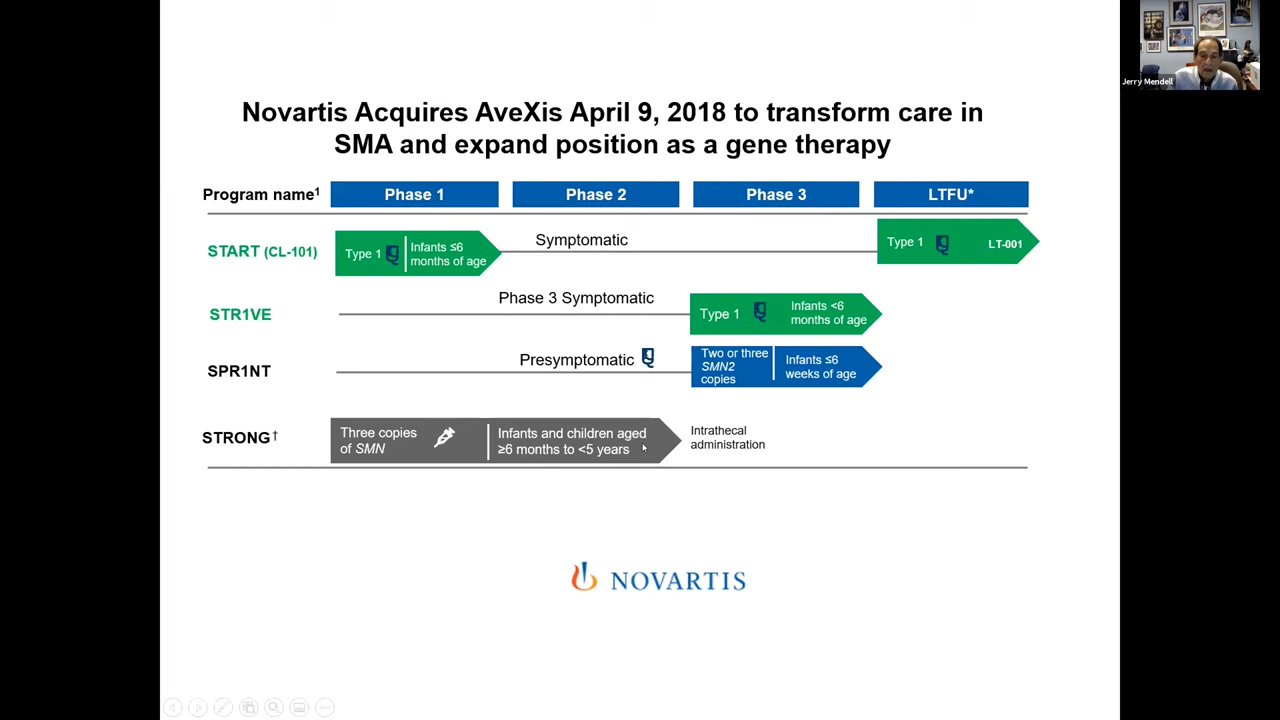 Jerry Mendell
Novartis Acquires AveXis April 9, 2018 to transform care in
SMA and expand position as a gene therapy
Program name¹ Phase 1 Phase 2 Phase 3 LTFU*
START (CL-101)
Type 1
Infants ≤6
months of age
Symptomatic
Type 1
LT-001
STR1VE
Phase 3 Symptomatic
Type 1
Infants <6
months of age
SPR1NT
Presymptomatic
Two or three
SMN2
copies
Infants ≤6
weeks of age
STRONG†
Three copies
of SMN
Infants and children aged
≥6 months to <5 years
Intrathecal
administration
NOVARTIS